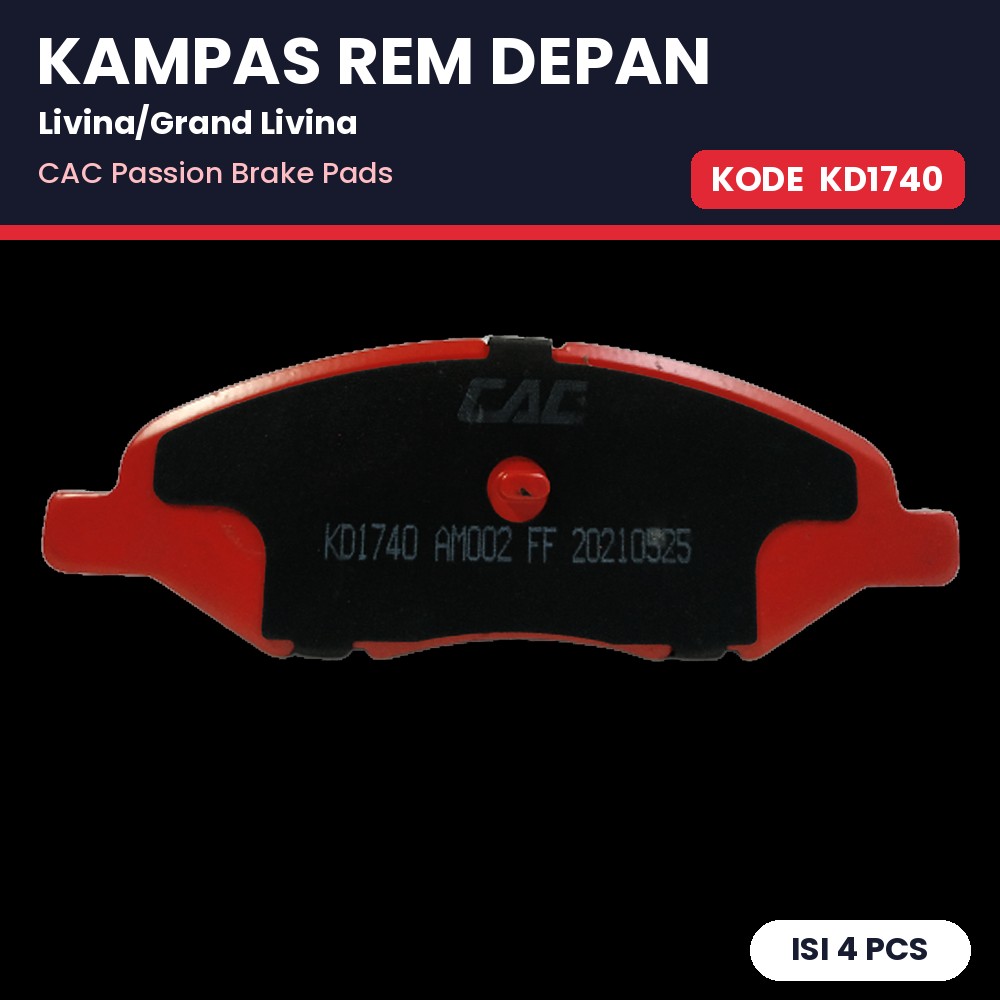 KAMPAS REM DEPAN
Livina/Grand Livina
CAC Passion Brake Pads
KODE KD1740
CAC
KD1740 AM002 FF 20210525
ISI 4 PCS